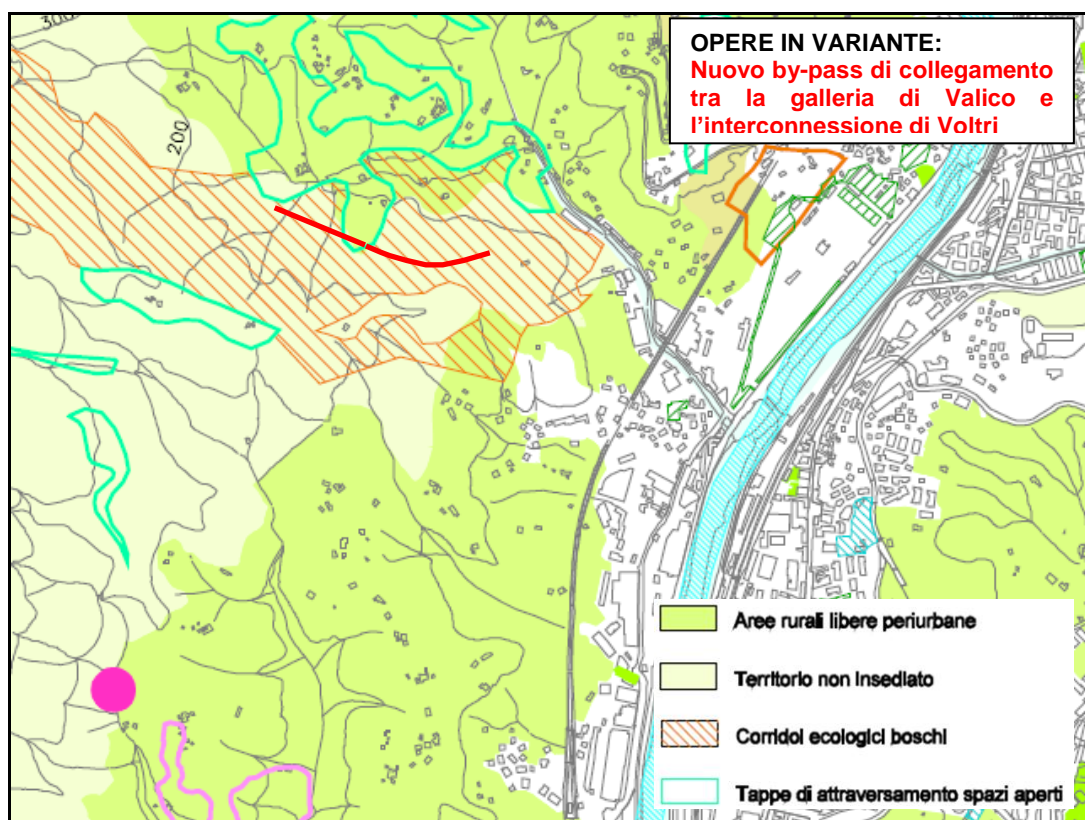 300
OPERE IN VARIANTE:
Nuovo by-pass di collegamento
tra la galleria di Valico e
l'interconnessione di Voltri
200
Aree rurali libere periurbane
Territorio non insediato
Corridoi ecologici boschi
Tappe di attraversamento spazi aperti